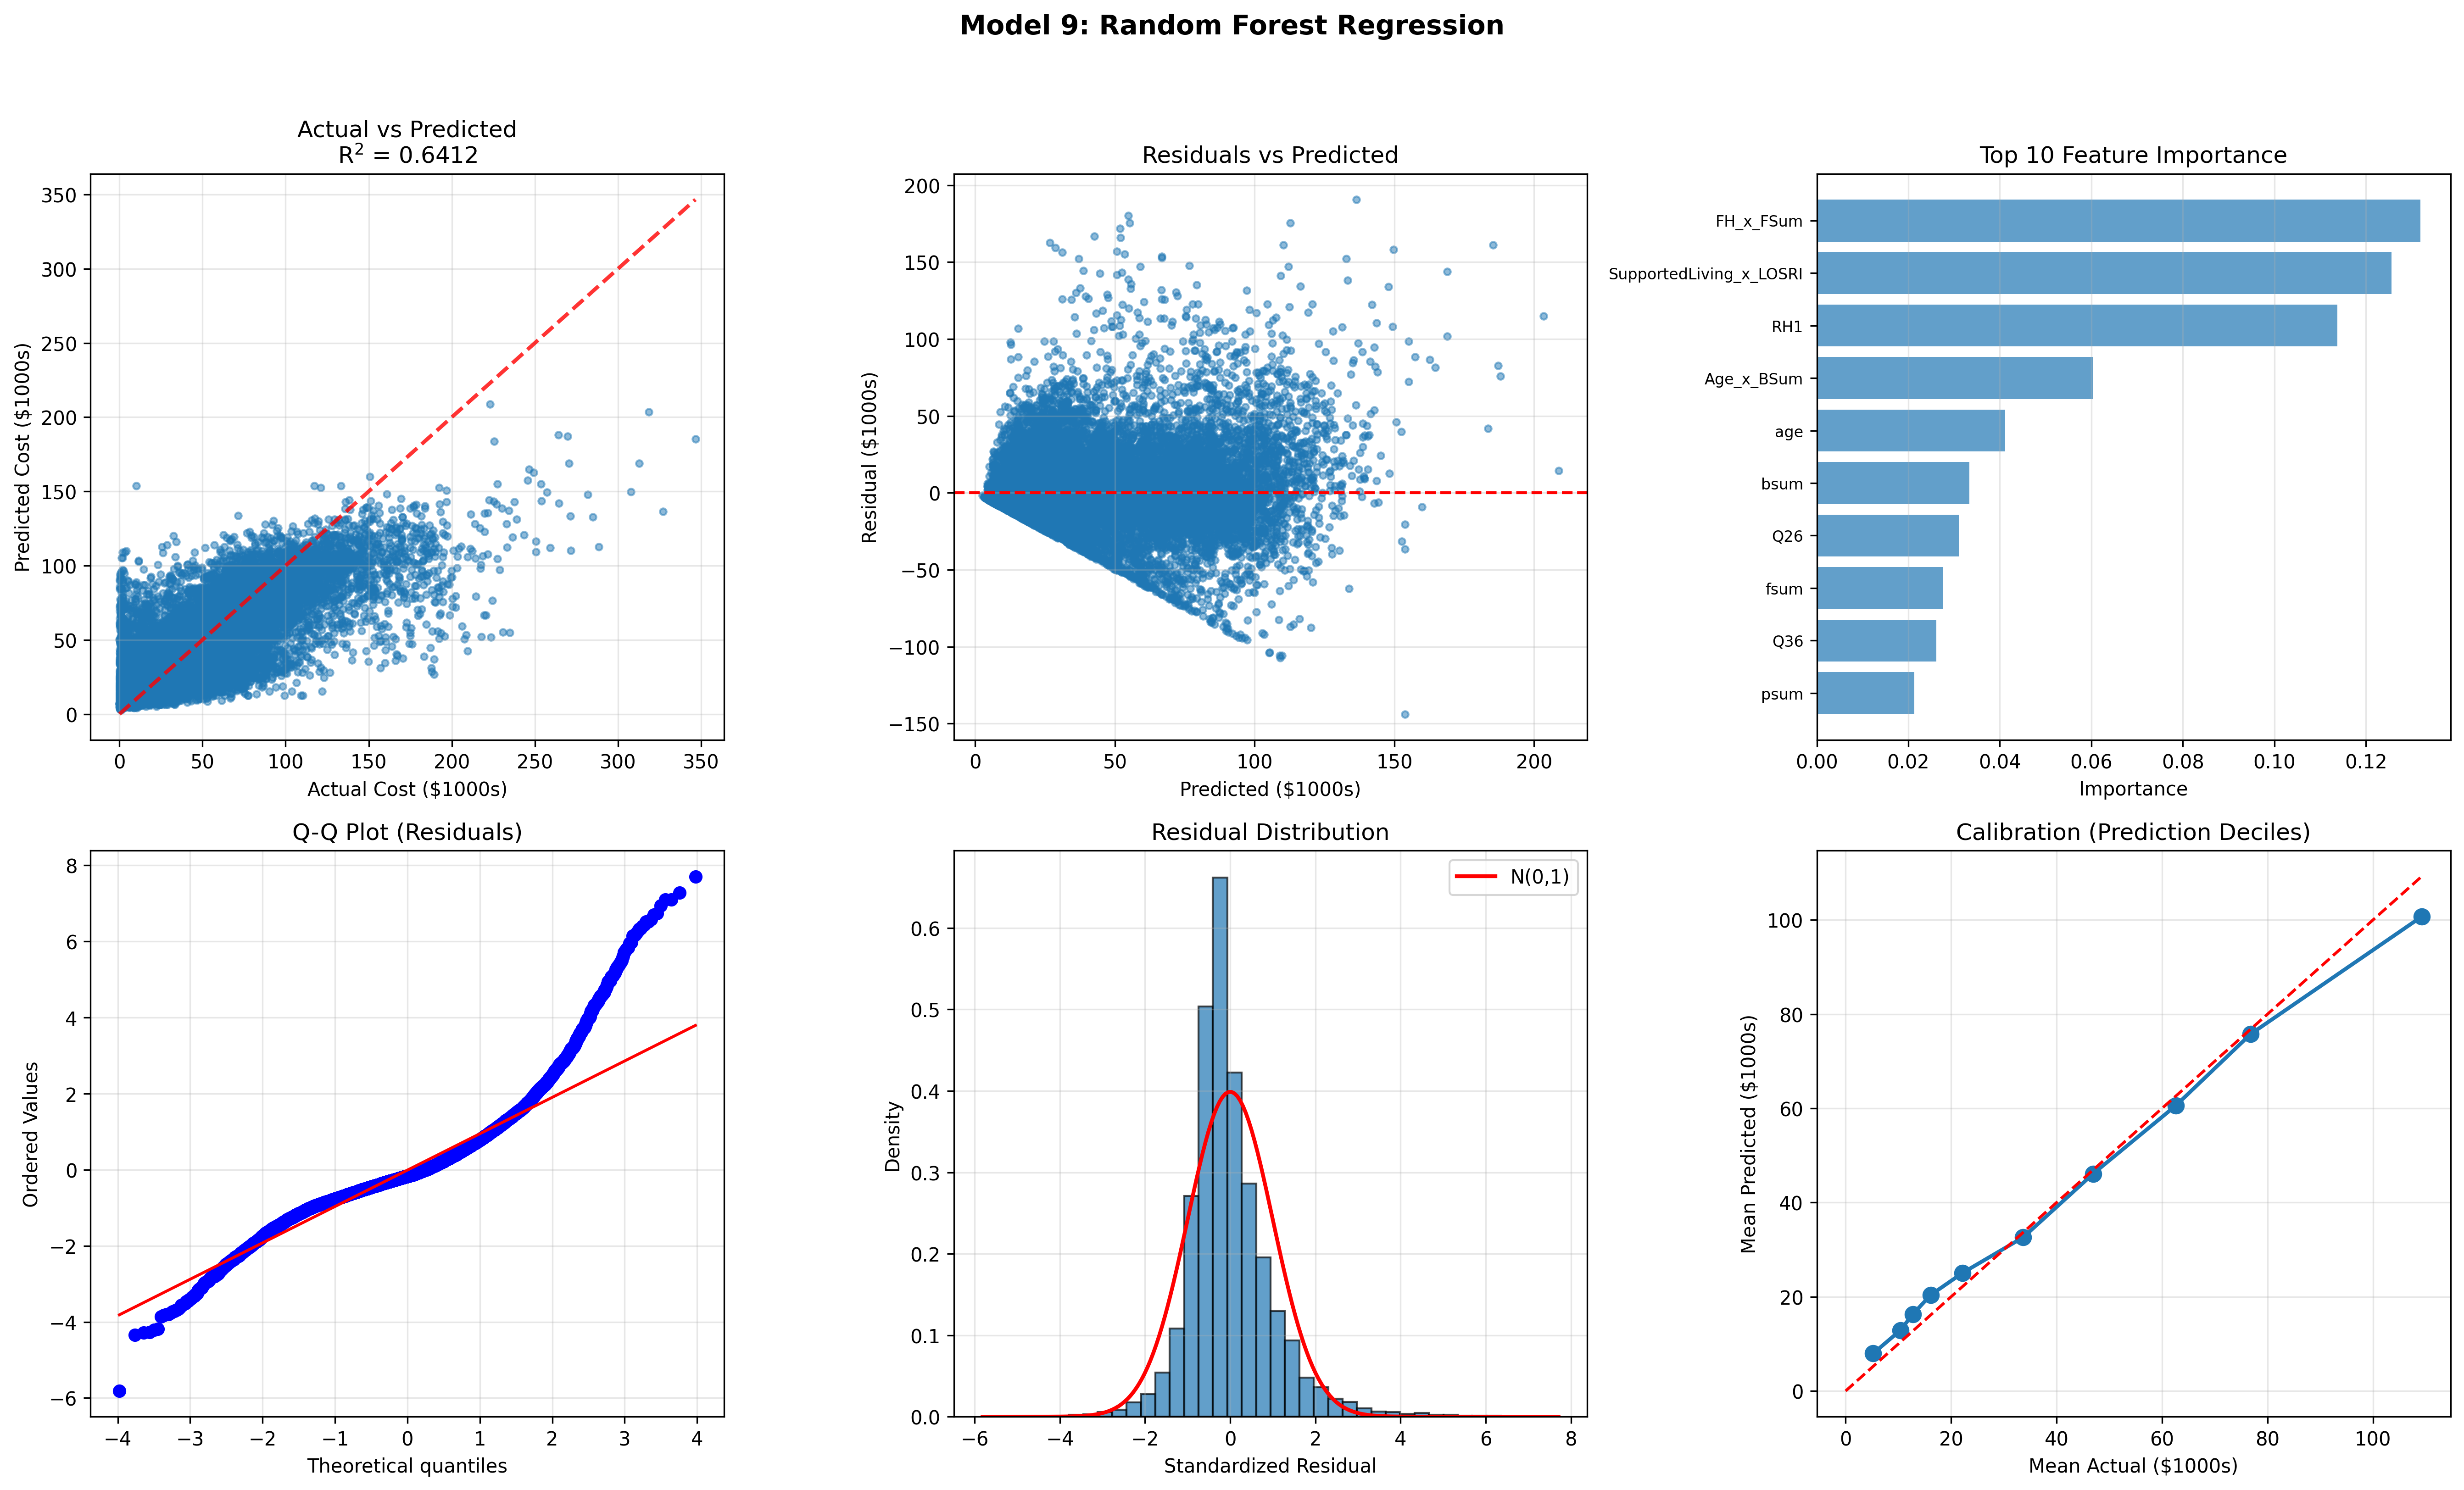 Model 9: Random Forest Regression
Actual vs Predicted
R² = 0.6412
350
300
250
200
150
100
50
0
Predicted Cost ($1000s)
0 50 100 150 200 250 300 350
Actual Cost ($1000s)
Residuals vs Predicted
200
150
100
50
0
−50
−100
−150
Residual ($1000s)
0 50 100 150 200
Predicted ($1000s)
Top 10 Feature Importance
FH_x_FSum
SupportedLiving_x_LOSRI
RH1
Age_x_BSum
age
bsum
Q26
fsum
Q36
psum
0.00 0.02 0.04 0.06 0.08 0.10 0.12
Importance
Q-Q Plot (Residuals)
8
6
4
2
0
−2
−4
−6
Ordered Values
−4 −3 −2 −1 0 1 2 3 4
Theoretical quantiles
Residual Distribution
N(0,1)
0.6
0.5
0.4
0.3
0.2
0.1
0.0
Density
−6 −4 −2 0 2 4 6 8
Standardized Residual
Calibration (Prediction Deciles)
100
80
60
40
20
0
Mean Predicted ($1000s)
0 20 40 60 80 100
Mean Actual ($1000s)